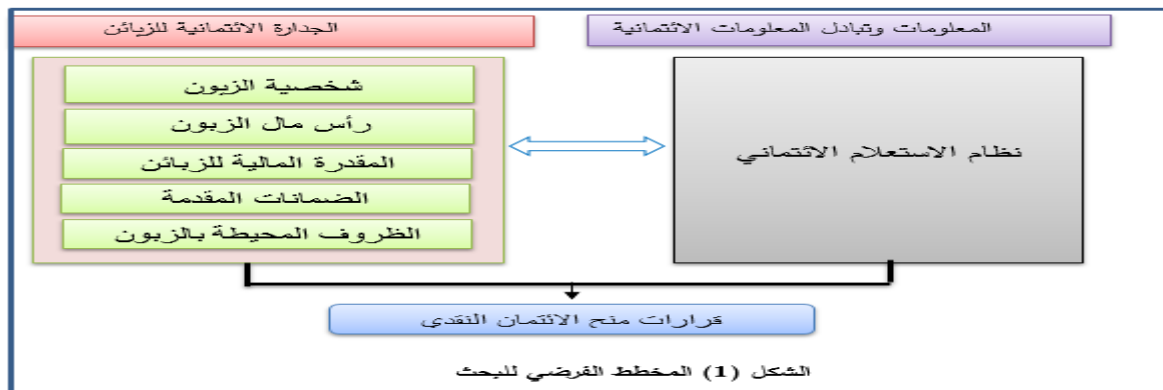 المعلومات وتبادل المعلومات الائتمانية
الجدارة الائتمانية للزبائن
نظام الاستعلام الائتماني
شخصية الزبون
رأس مال الزبون
المقدرة المالية للزبائن
الضمانات المقدمة
الظروف المحيطة بالزبون
قرارات منح الائتمان النقدي
الشكل (1) المخطط الفرضي للبحث